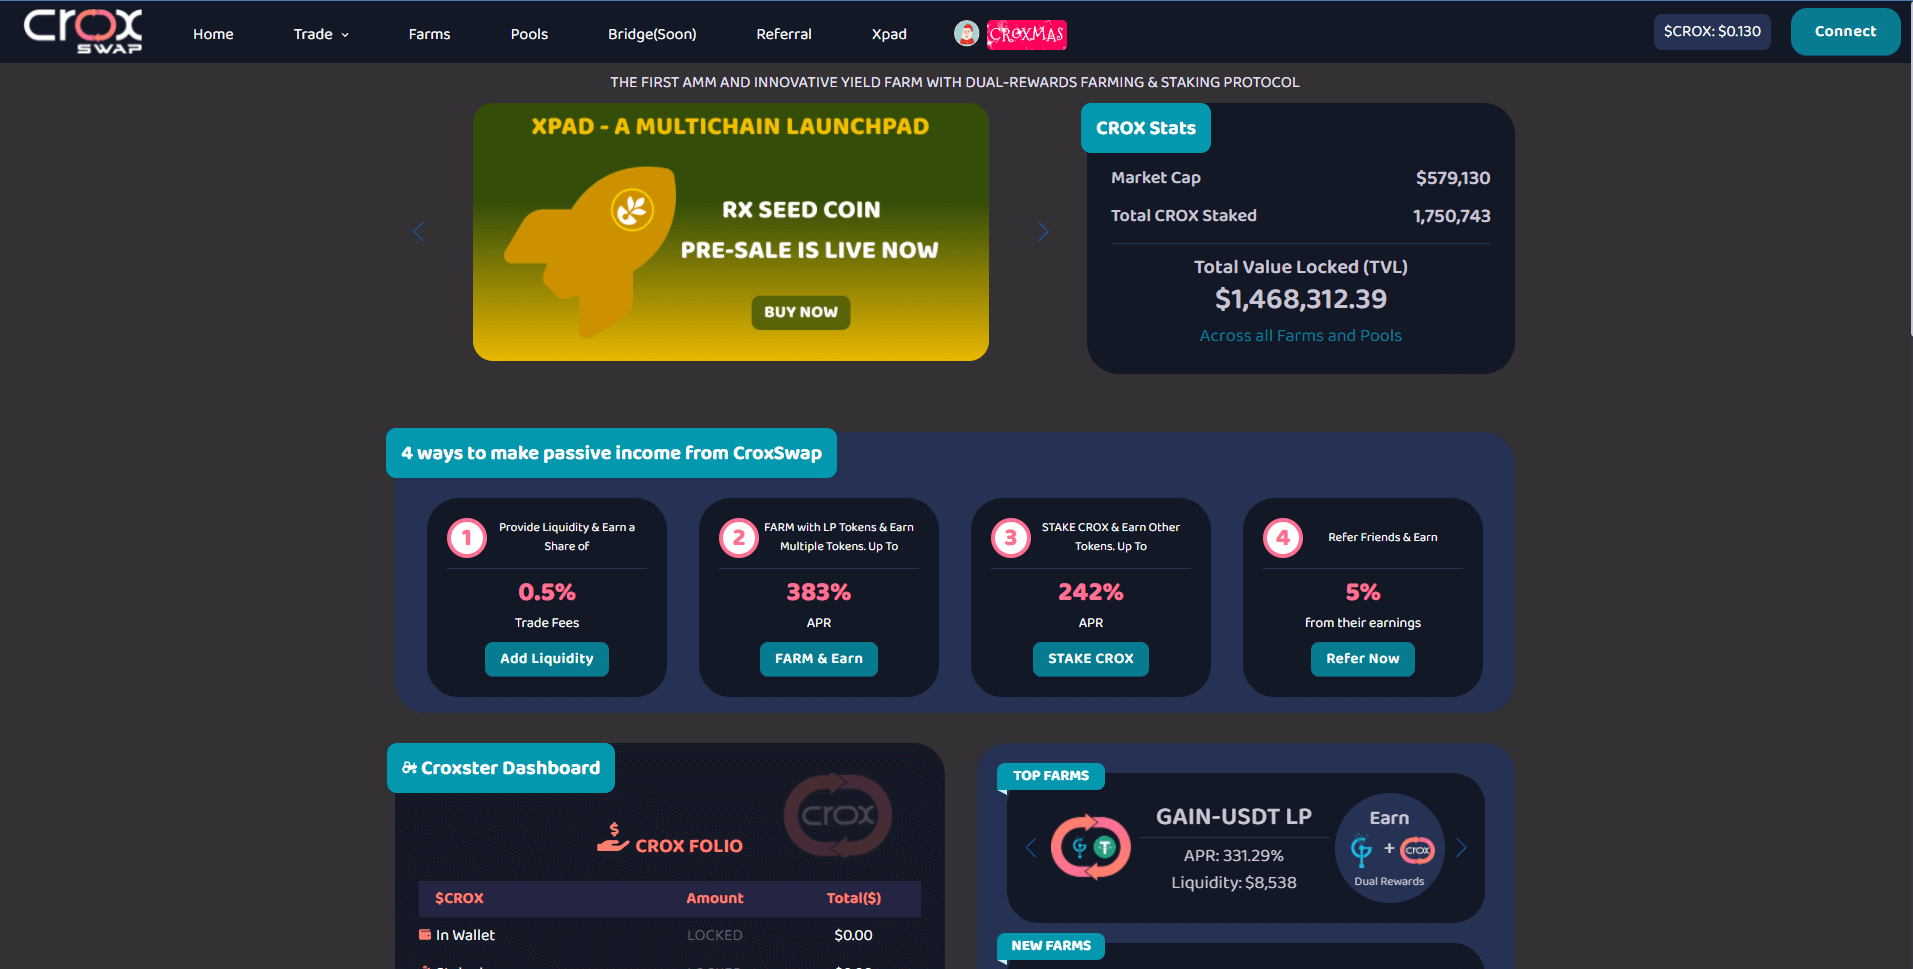 crox
SWAP
Home
Trade
Farms
Pools
Bridge(Soon)
Referral
Xpad
CROXMAS
$CROX: $0.130
Connect
THE FIRST AMM AND INNOVATIVE YIELD FARM WITH DUAL-REWARDS FARMING & STAKING PROTOCOL
XPAD - A MULTICHAIN LAUNCHPAD
RX SEED COIN
PRE-SALE IS LIVE NOW
BUY NOW
CROX Stats
Market Cap $579,130
Total CROX Staked 1,750,743
Total Value Locked (TVL)
$1,468,312.39
Across all Farms and Pools
4 ways to make passive income from CroxSwap
1
Provide Liquidity & Earn a
Share of
0.5%
Trade Fees
Add Liquidity
2
FARM with LP Tokens & Earn
Multiple Tokens. Up To
383%
APR
FARM & Earn
3
STAKE CROX & Earn Other
Tokens. Up To
242%
APR
STAKE CROX
4
Refer Friends & Earn
5%
from their earnings
Refer Now
Croxster Dashboard
crox
$
CROX FOLIO
$CROX Amount Total($)
In Wallet LOCKED $0.00
TOP FARMS
GAIN-USDT LP
APR: 331.29%
Liquidity: $8,538
Earn
+ crox
Dual Rewards
NEW FARMS